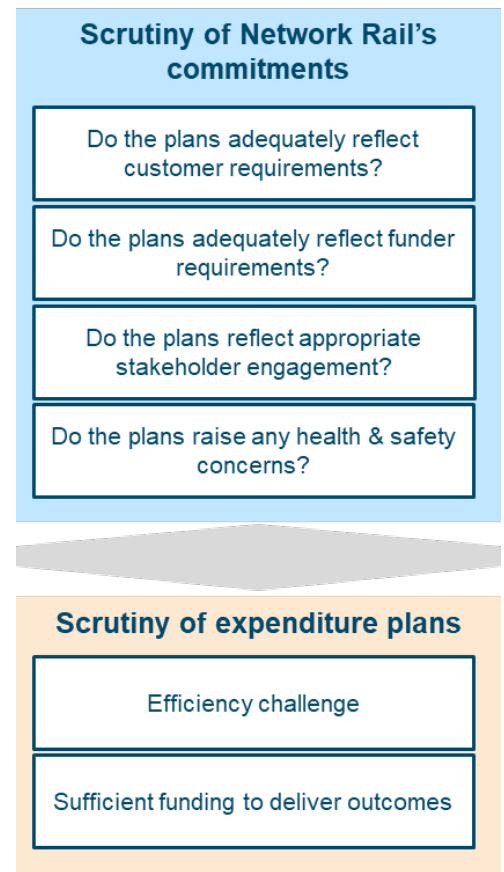 Scrutiny of Network Rail's
commitments
Do the plans adequately reflect
customer requirements?
Do the plans adequately reflect funder
requirements?
Do the plans reflect appropriate
stakeholder engagement?
Do the plans raise any health & safety
concerns?
Scrutiny of expenditure plans
Efficiency challenge
Sufficient funding to deliver outcomes